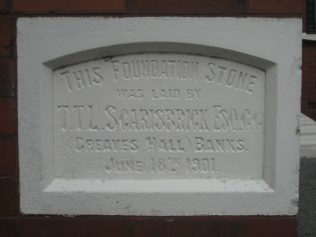 THIS FOUNDATION STONE
WAS LAID BY
T.T.L. SCARISBRICK ESQ. C.C.
(GREAVES HALL) BANKS.
JUNE 18TH 1901.